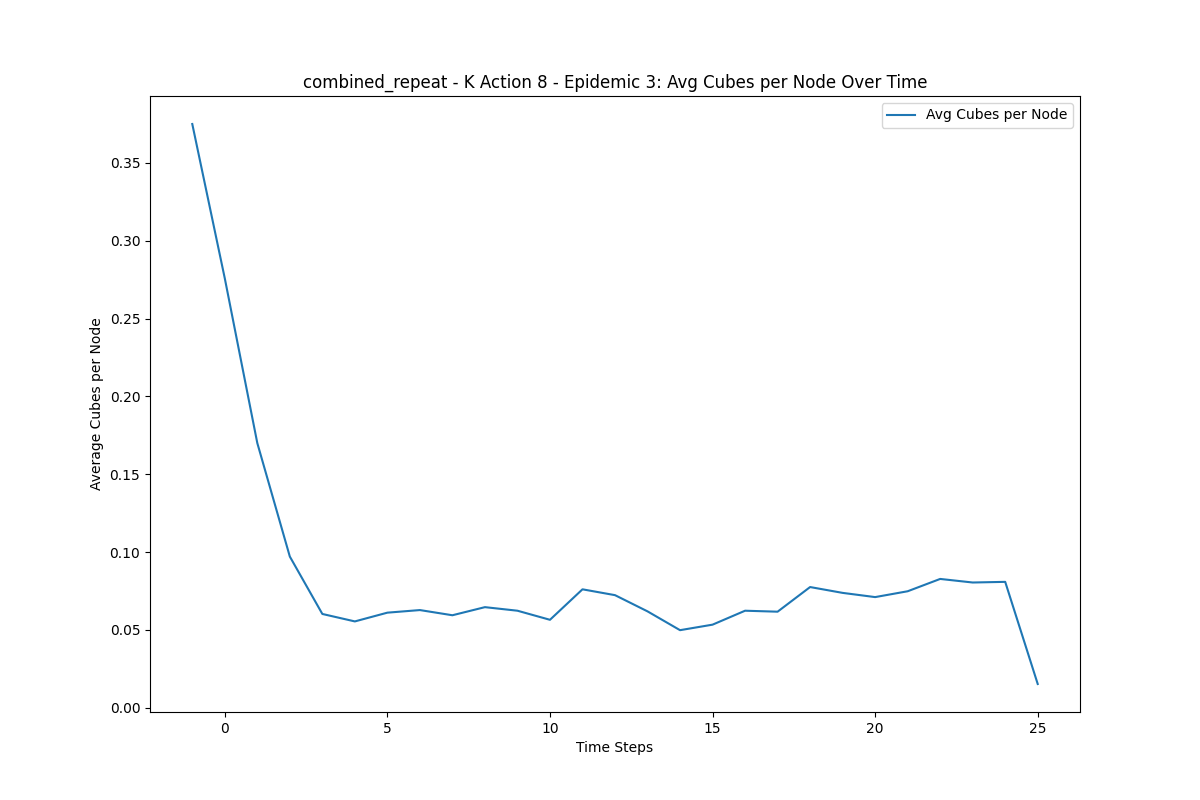 combined_repeat - K Action 8 - Epidemic 3: Avg Cubes per Node Over Time
Avg Cubes per Node
Average Cubes per Node
0.35
0.30
0.25
0.20
0.15
0.10
0.05
0.00
0 5 10 15 20 25
Time Steps